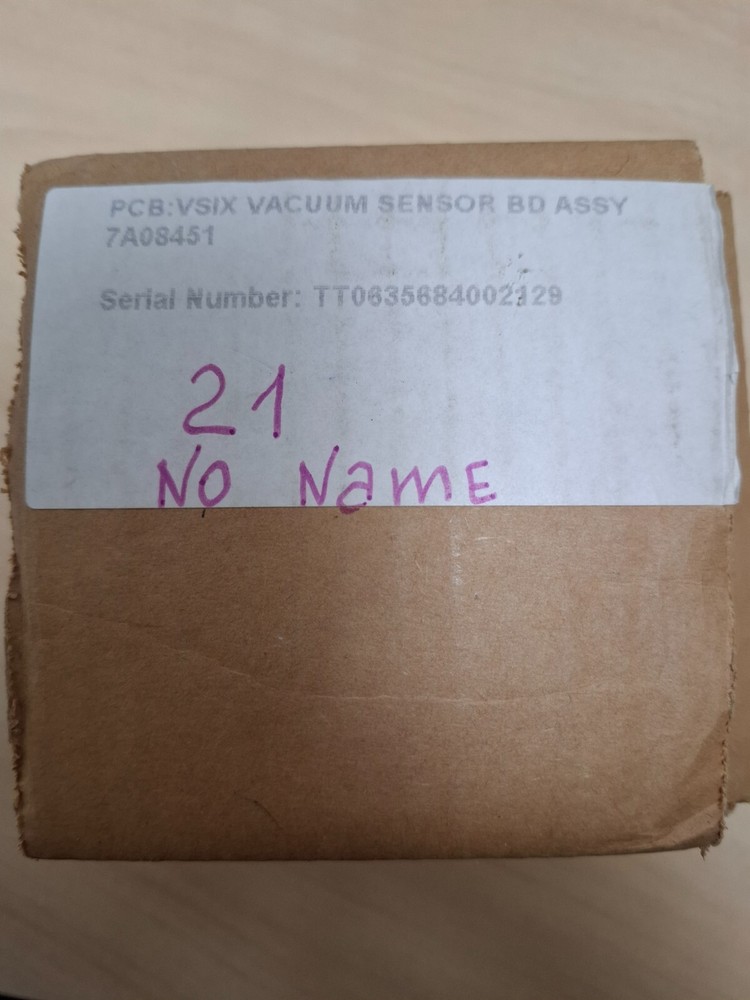 PCB:VSIX VACUUM SENSOR BD ASSY
7A08451
Serial Number: TT0635684002129
21
No Name